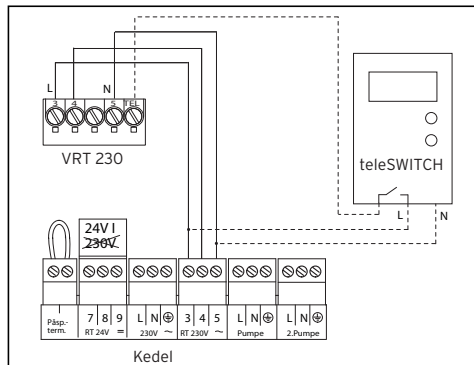 L N
3 4 5 TEL
VRT 230
teleSWITCH
L N
24V I
230V
Påsp.-
term.
7 8 9
RT 24V =
L N
230V ~
3 4 5
RT 230V ~
L N
Pumpe
L N
2.Pumpe
Kedel